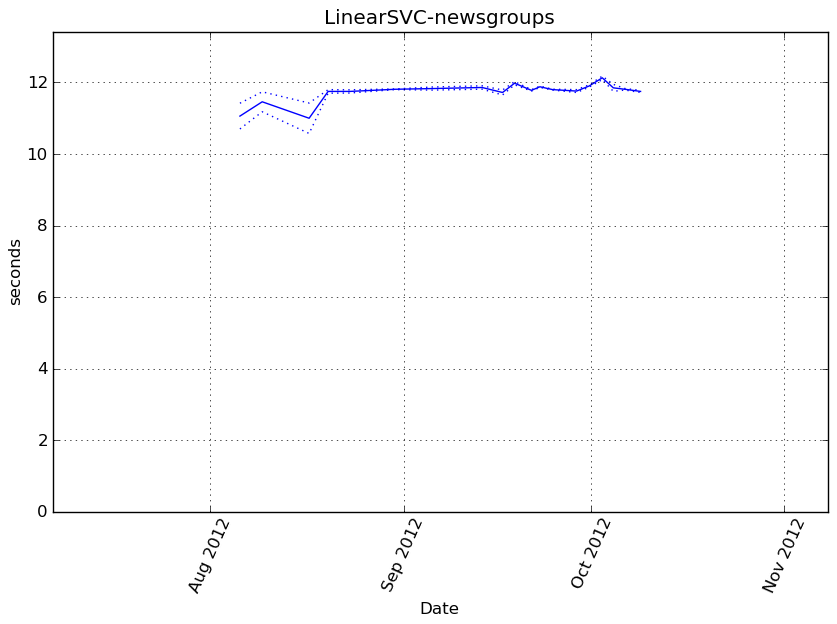 LinearSVC-newsgroups
12
10
8
6
4
2
0
seconds
Aug 2012
Sep 2012
Oct 2012
Nov 2012
Date